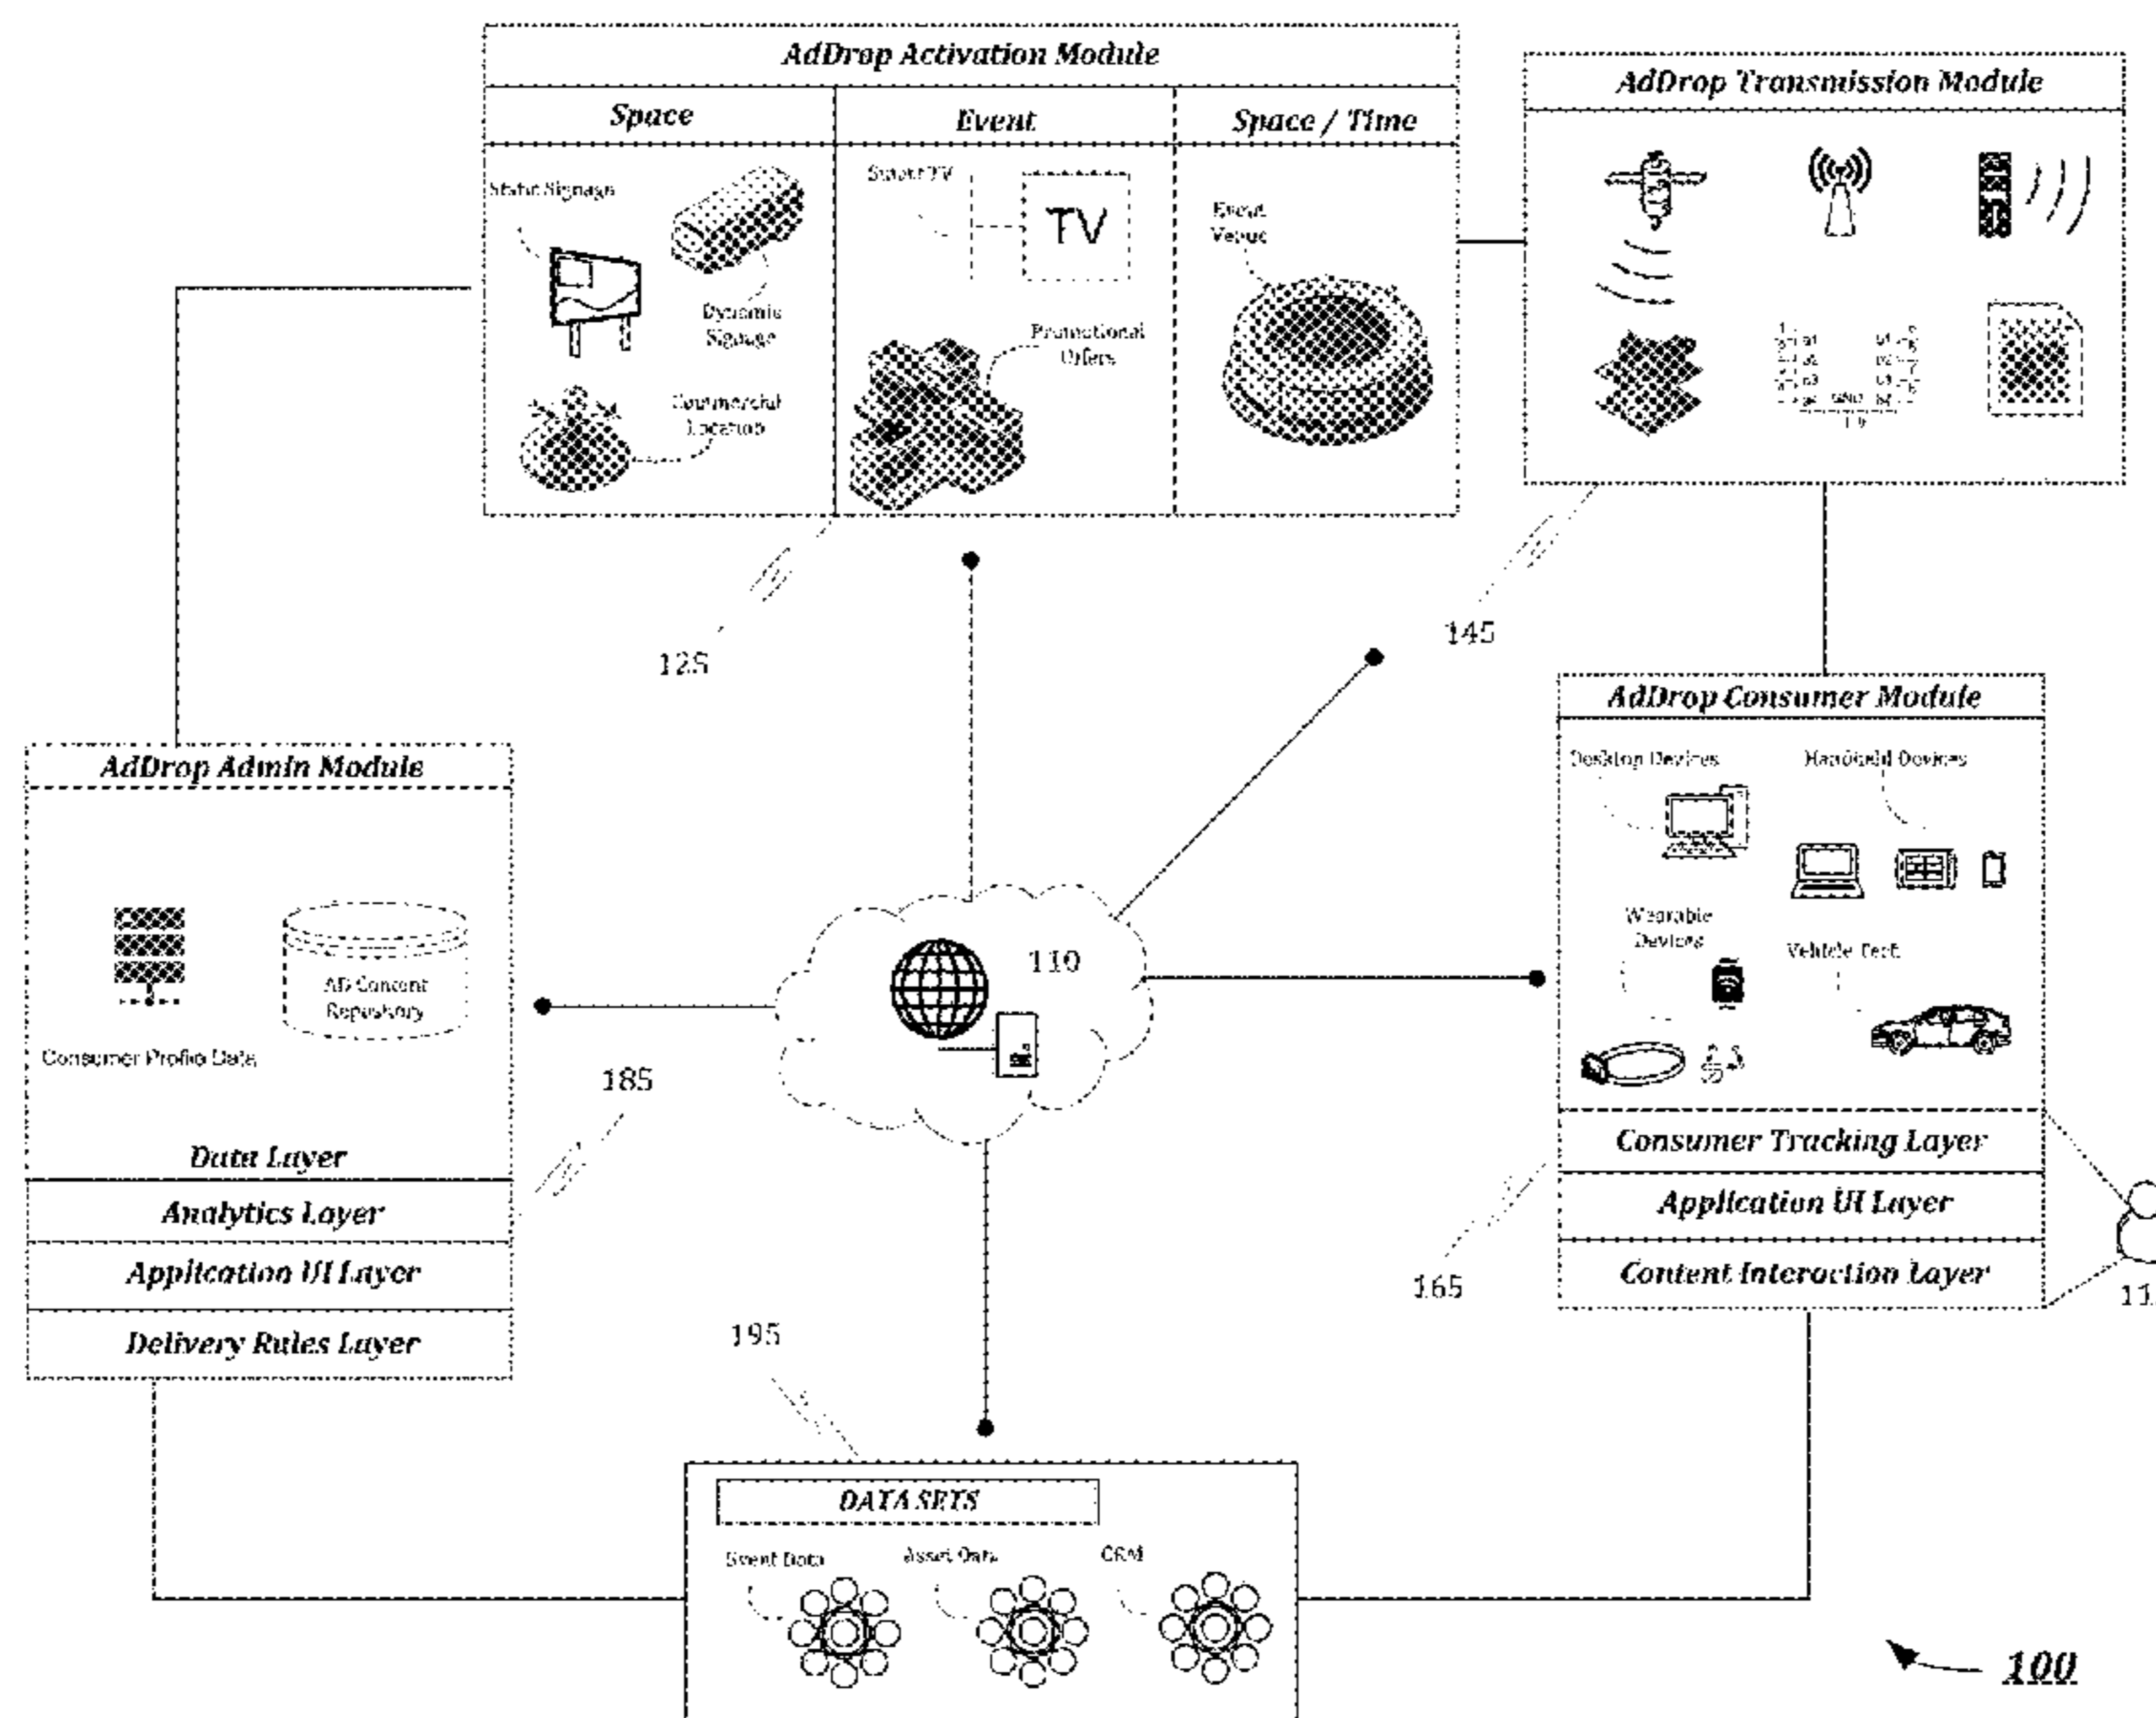 AdDrop Activation Module
Space
Event
Space / Time
Static Signage
Dynamic
Signage
Commercial
Location
Smart TV
TV
Promotional
Offers
Event
Venue
AdDrop Transmission Module
125
145
AdDrop Admin Module
AD Content
Repository
Consumer Profile Data
Data Layer
Analytics Layer
Application UI Layer
Delivery Rules Layer
185
110
AdDrop Consumer Module
Desktop Devices
Handheld Devices
Wearable
Devices
Vehicle Tech
Consumer Tracking Layer
Application UI Layer
Content Interaction Layer
165
11
195
DATA SETS
Event Data
Asset Data
CRM
100